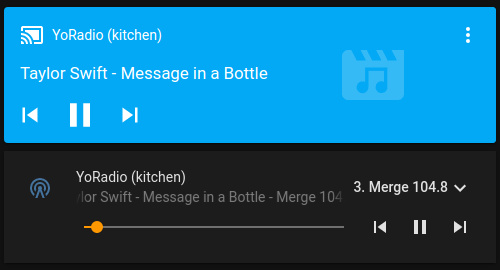 YoRadio (kitchen)
Taylor Swift - Message in a Bottle
YoRadio (kitchen)
ylor Swift - Message in a Bottle - Merge 104
3. Merge 104.8